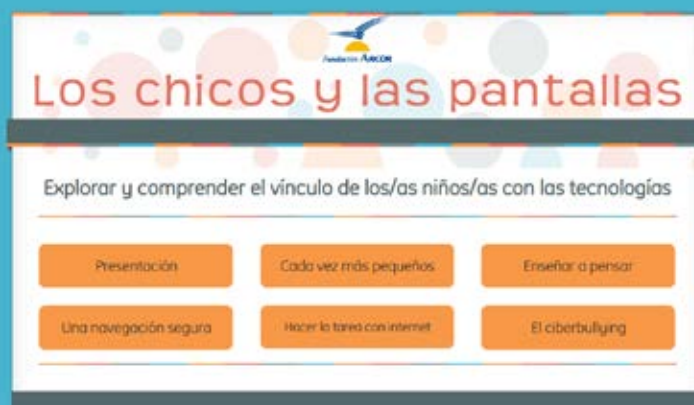 Fundación Arcor
Los chicos y las pantallas
Explorar y comprender el vínculo de los/as niños/as con las tecnologías
Presentación
Cada vez más pequeños
Enseñar a pensar
Una navegación segura
Hacer la tarea con internet
El ciberbullying